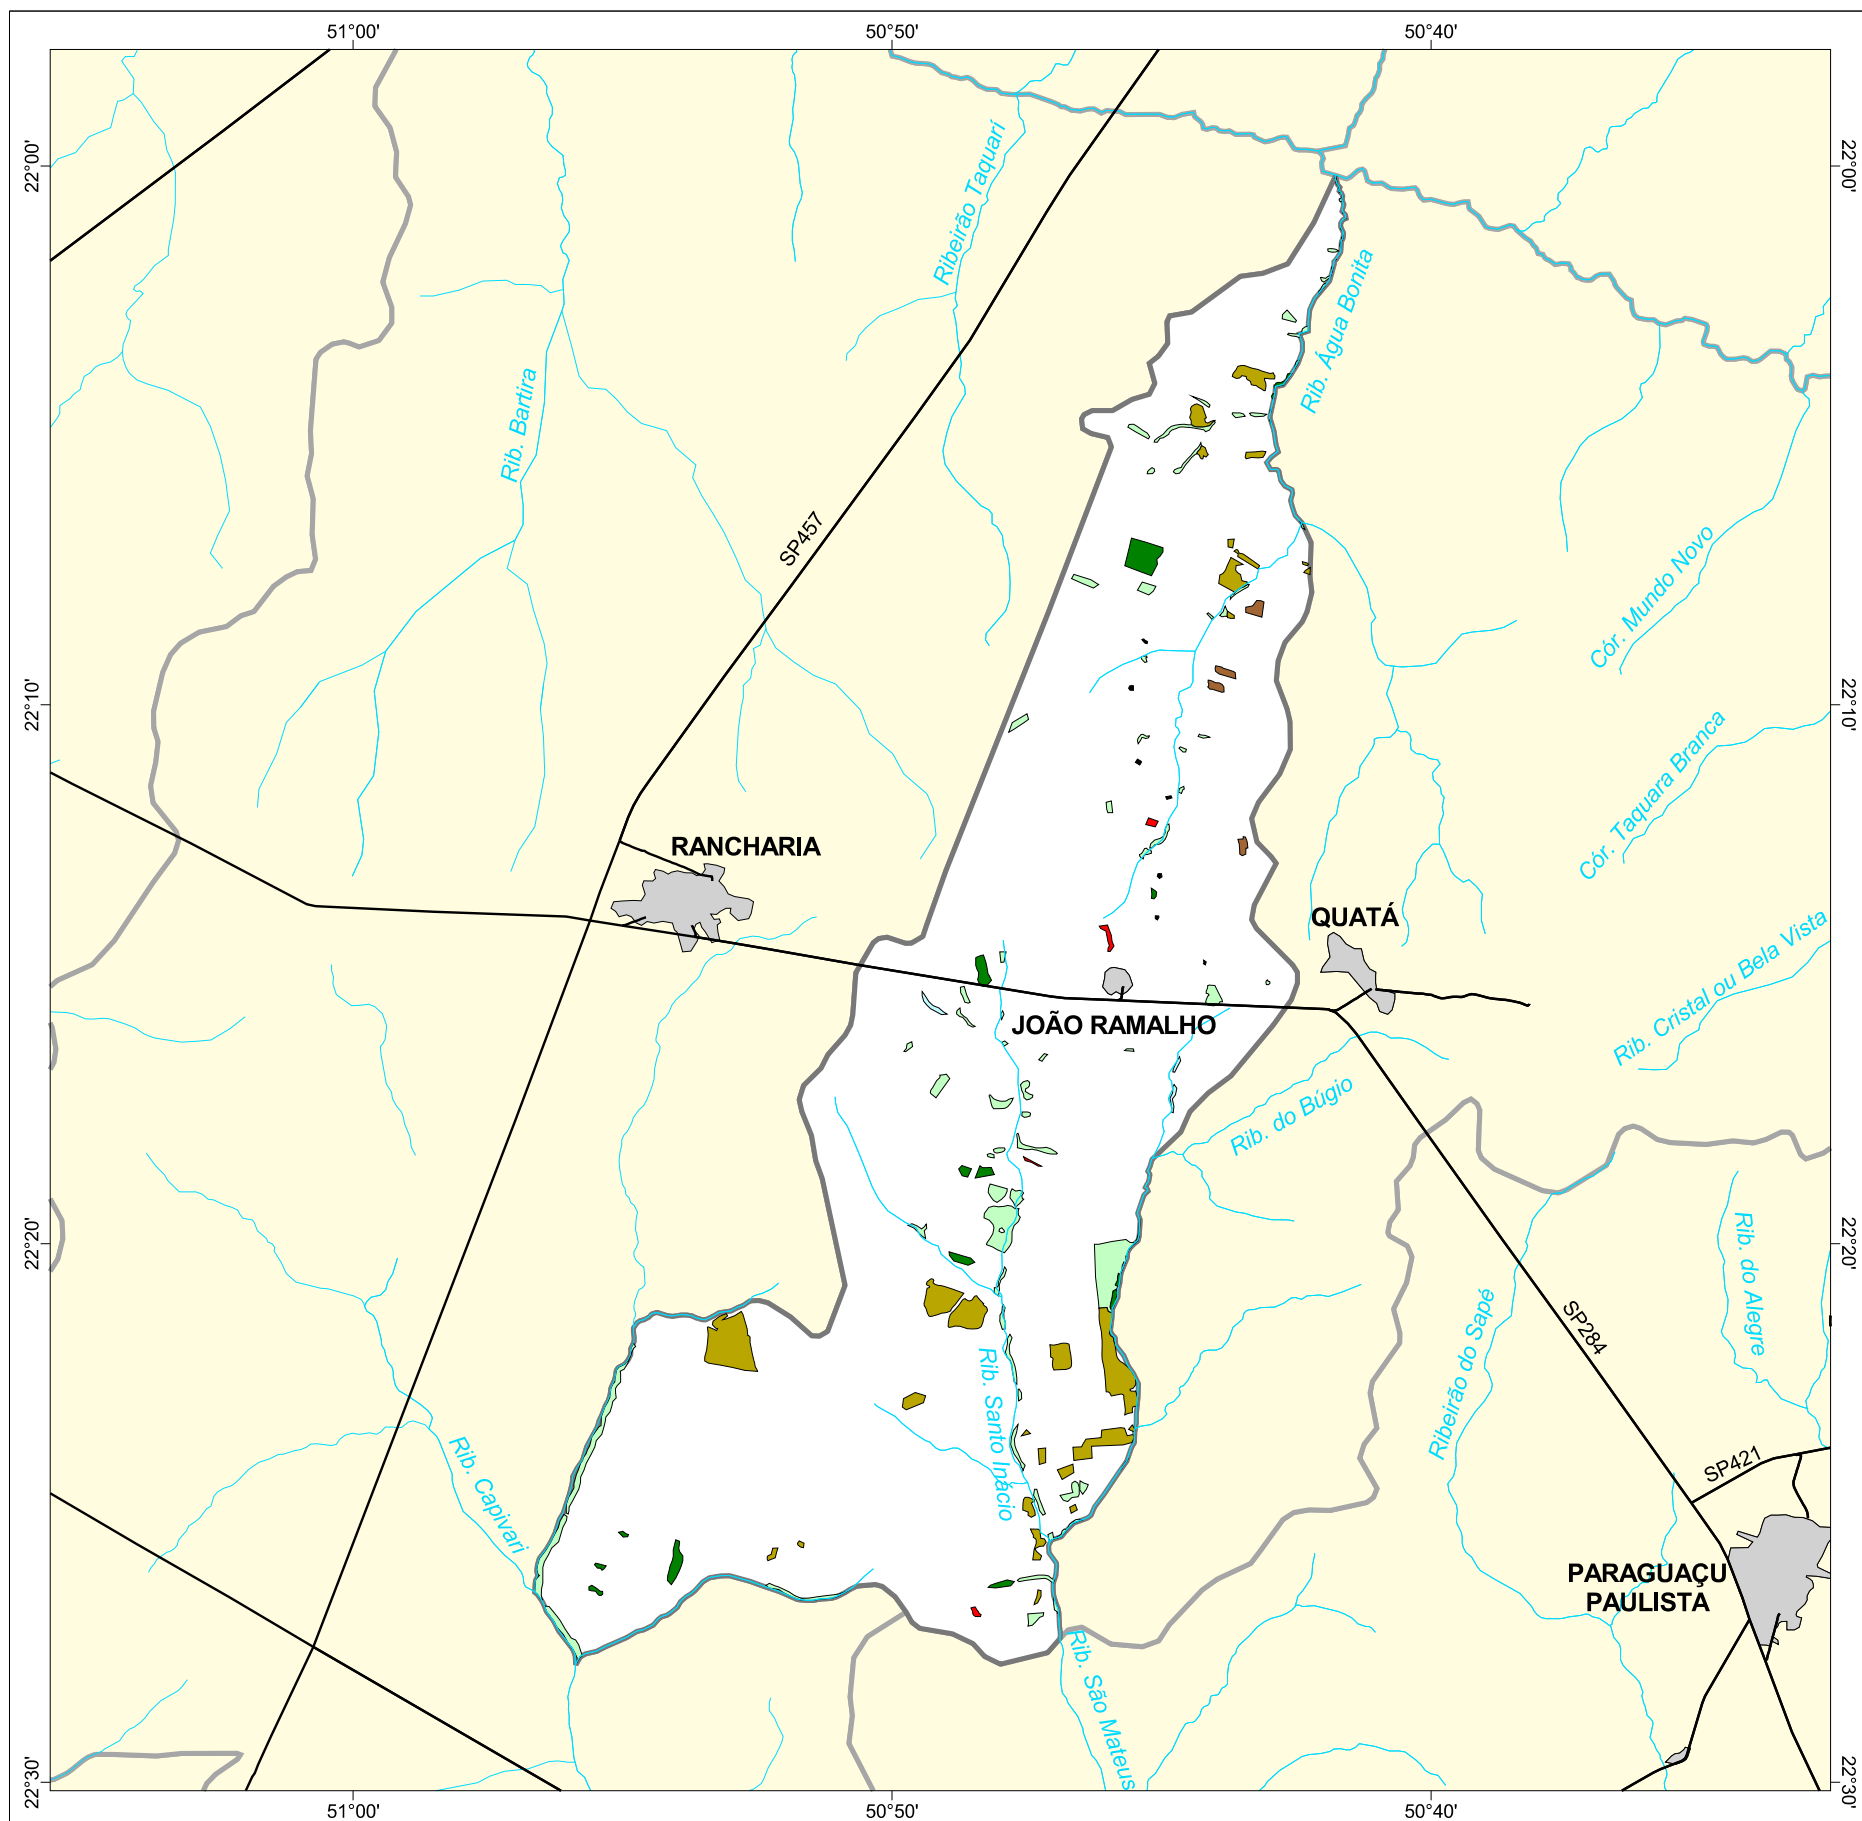 51°00'
50°50'
50°40'
22°00'
22°00'
Ribeirão Taquarí
Rib. Água Bonita
Rib. Bartira
SP457
Cór. Mundo Novo
22°10'
22°10'
Cór. Taquara Branca
RANCHARIA
QUATÁ
Rib. Cristal ou Bela Vista
JOÃO RAMALHO
Rib. do Búgio
22°20'
22°20'
Rib. do Alegre
SP284
Ribeirão do Sapé
Rib. Santo Inácio
Rib. Capivari
SP421
PARAGUAÇU
PAULISTA
Rib. São Mateus
22°30'
22°30'
51°00'
50°50'
50°40'